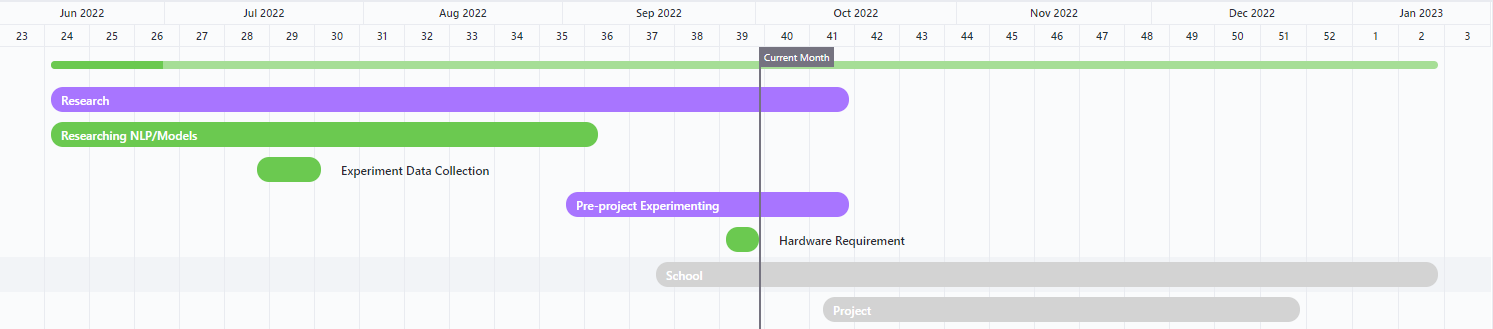 Jun 2022 Jul 2022 Aug 2022 Sep 2022 Oct 2022 Nov 2022 Dec 2022 Jan 2023
23 24 25 26 27 28 29 30 31 32 33 34 35 36 37 38 39 40 41 42 43 44 45 46 47 48 49 50 51 52 1 2 3
Current Month
Research
Researching NLP/Models
Experiment Data Collection
Pre-project Experimenting
Hardware Requirement
School
Project